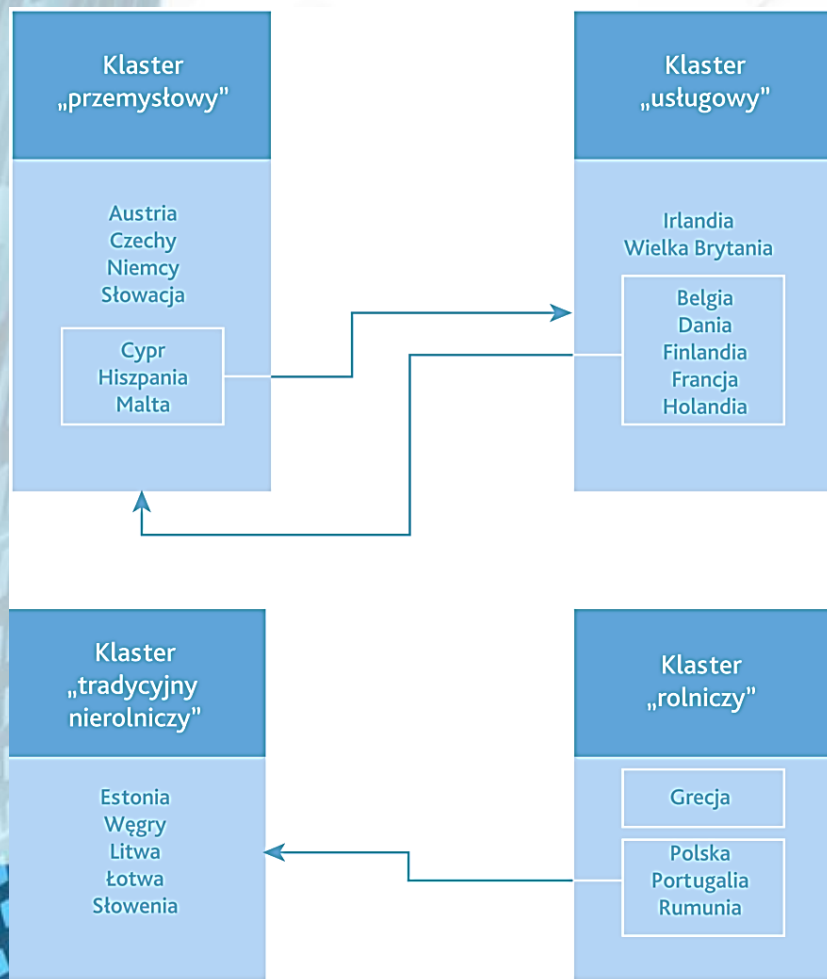 Klaster
„przemysłowy”
Austria
Czechy
Niemcy
Słowacja
Cypr
Hiszpania
Malta
Klaster
„usługowy”
Irlandia
Wielka Brytania
Belgia
Dania
Finlandia
Francja
Holandia
Klaster
„tradycyjny
nierolniczy”
Estonia
Węgry
Litwa
Łotwa
Słowenia
Klaster
„rolniczy”
Grecja
Polska
Portugalia
Rumunia